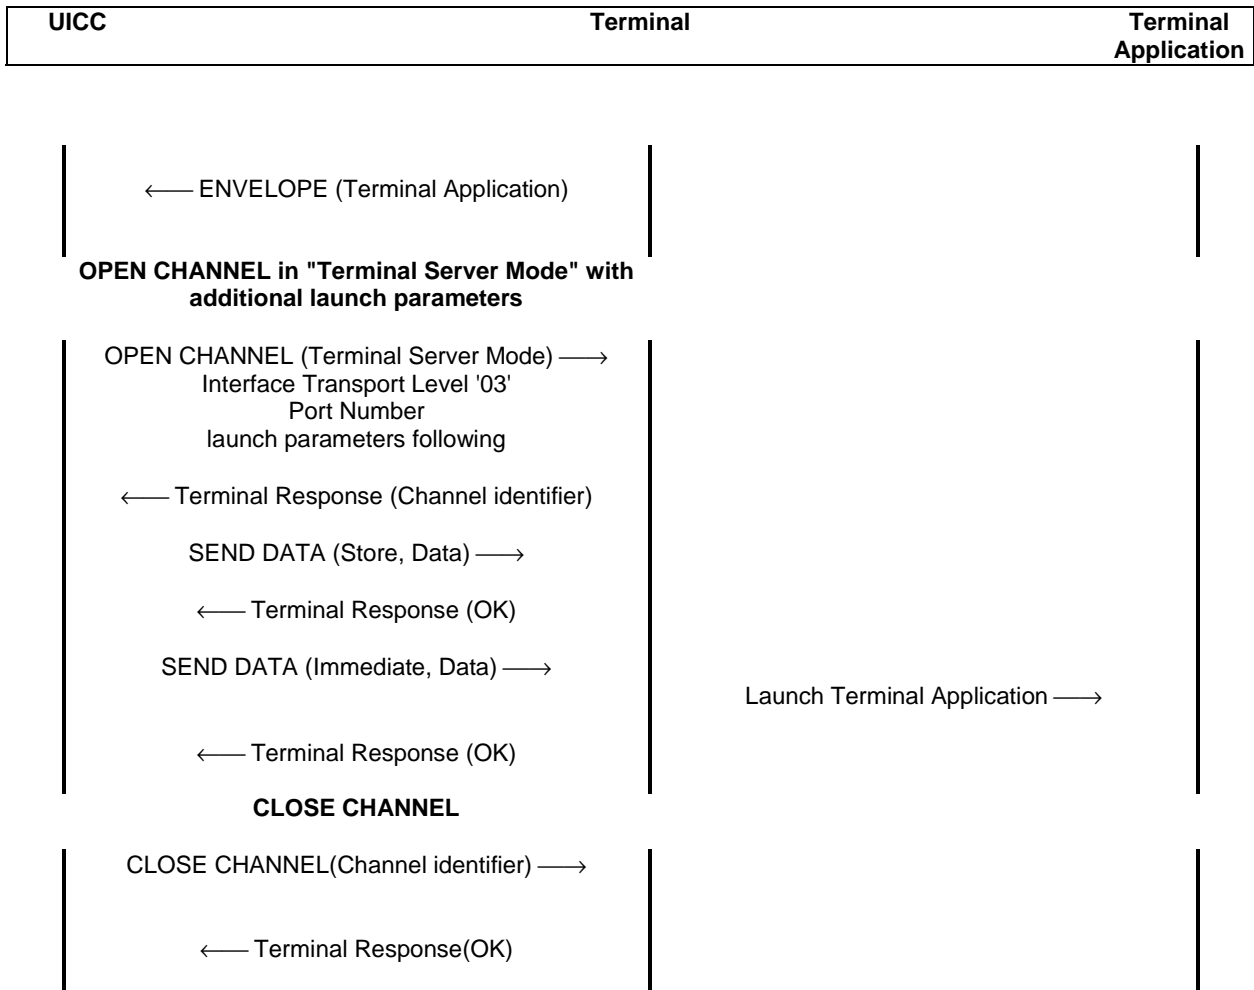 UICC Terminal Terminal
Application
←── ENVELOPE (Terminal Application)
OPEN CHANNEL in "Terminal Server Mode" with
additional launch parameters
OPEN CHANNEL (Terminal Server Mode) ──→
Interface Transport Level '03'
Port Number
launch parameters following
←── Terminal Response (Channel identifier)
SEND DATA (Store, Data) ──→
←── Terminal Response (OK)
SEND DATA (Immediate, Data) ──→
Launch Terminal Application ──→
←── Terminal Response (OK)
CLOSE CHANNEL
CLOSE CHANNEL(Channel identifier) ──→
←── Terminal Response(OK)